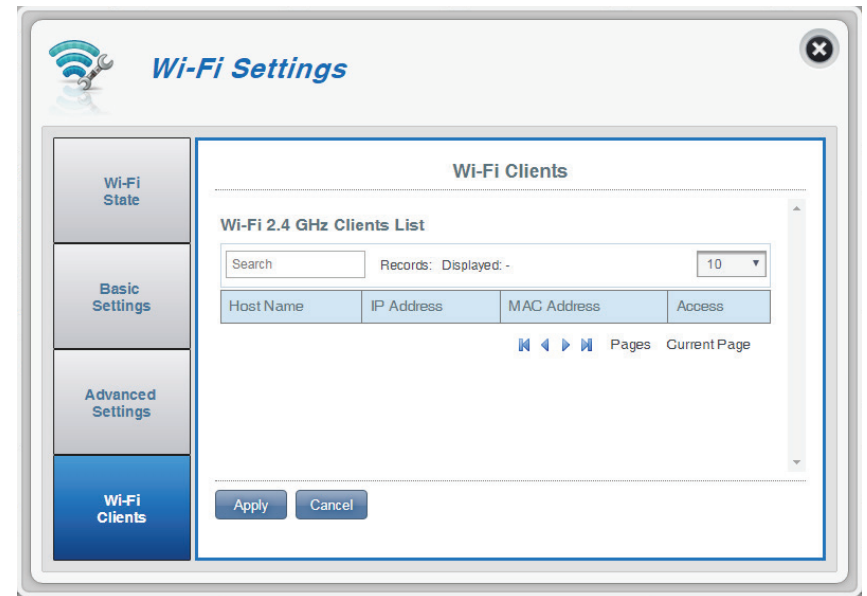 Wi-Fi Settings
Wi-Fi
State
Basic
Settings
Advanced
Settings
Wi-Fi
Clients
Wi-Fi Clients
Wi-Fi 2.4 GHz Clients List
Search Records: Displayed: - 10
Host Name IP Address MAC Address Access
Pages Current Page
Apply Cancel